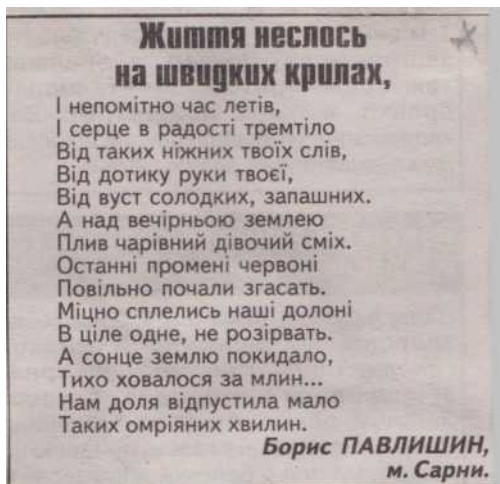 Життя неслось
на швидких крилах,
І непомітно час летів,
І серце в радості тремтіло
Від таких ніжних твоїх слів,
Від дотику руки твоєї,
Від вуст солодких, запашних.
А над вечірньою землею
Плив чарівний дівочий сміх.
Останні промені червоні
Повільно почали згасать.
Міцно сплелись наші долоні
В ціле одне, не розірвать.
А сонце землю покидало,
Тихо ховалося за млин...
Нам доля відпустила мало
Таких омріяних хвилин.
Борис ПАВЛИШИН,
м. Сарни.